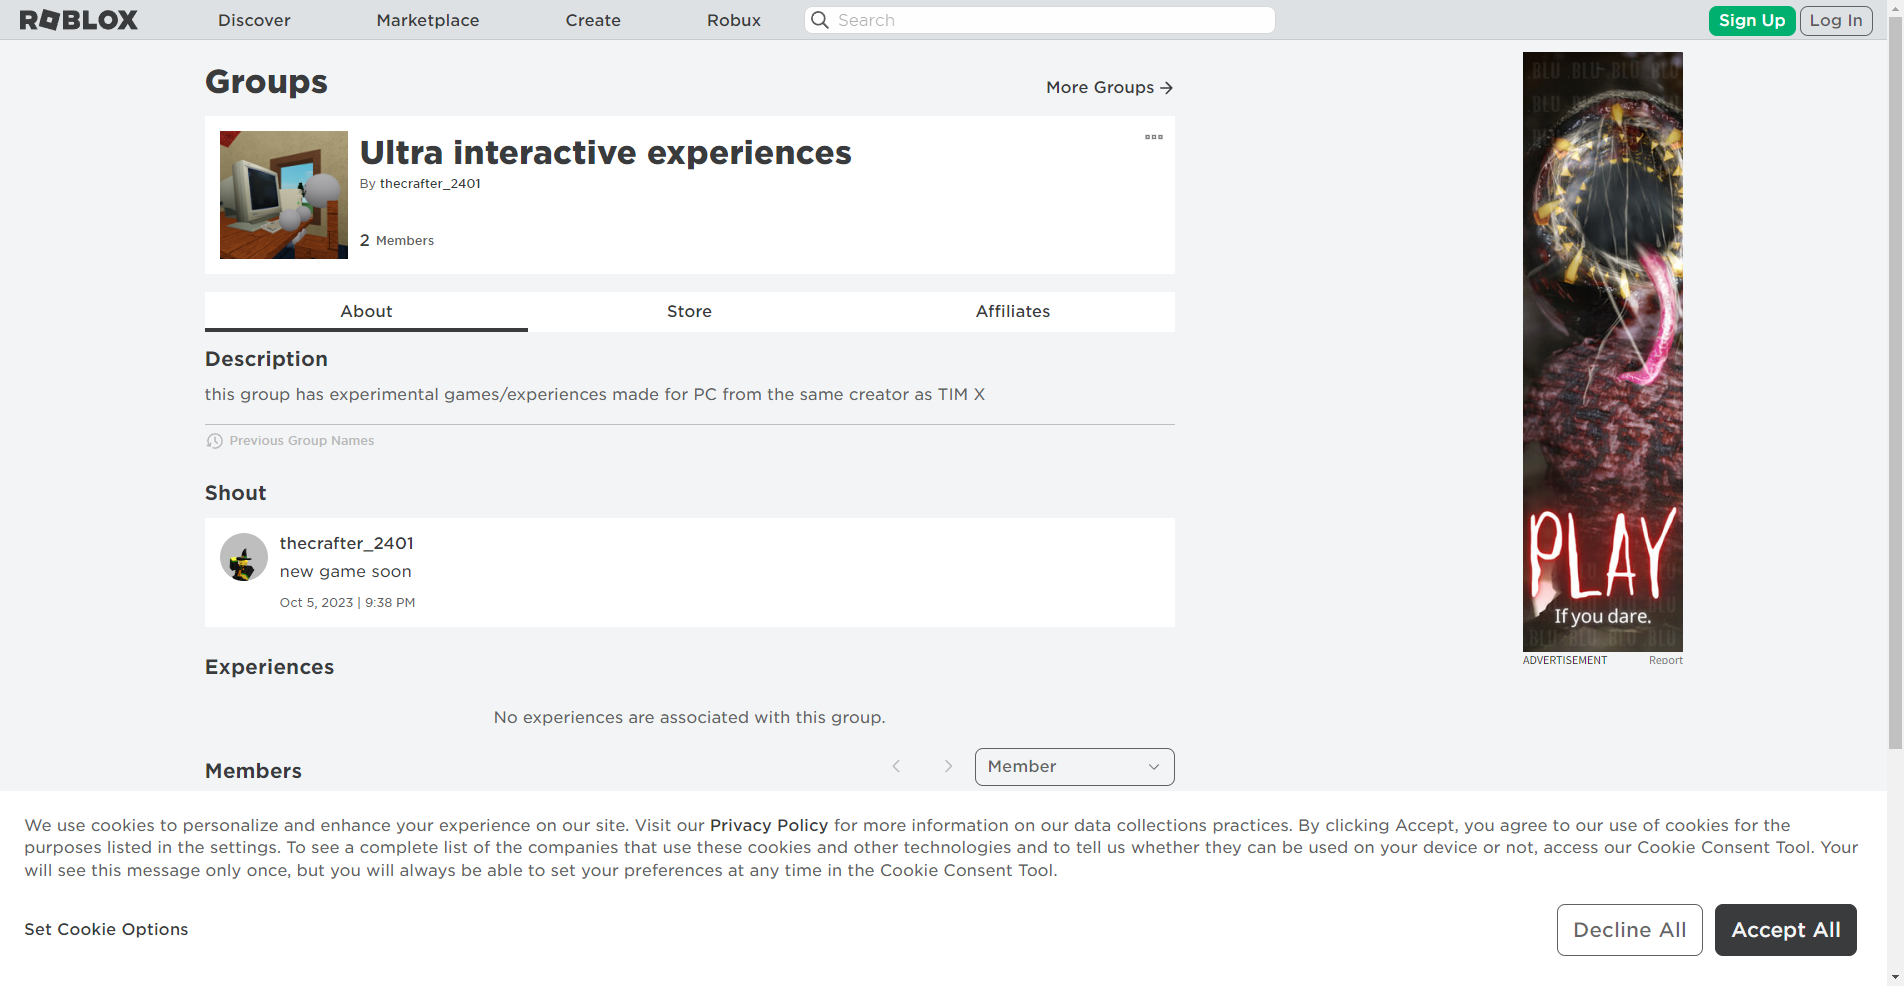 ROBLOX
Discover
Marketplace
Create
Robux
Search
Sign Up
Log In
Groups
More Groups
Ultra interactive experiences
By thecrafter_2401
2 Members
About
Store
Affiliates
Description
this group has experimental games/experiences made for PC from the same creator as TIM X
Previous Group Names
Shout
thecrafter_2401
new game soon
Oct 5, 2023 | 9:38 PM
Experiences
No experiences are associated with this group.
Members
Member
BLU BLU BLU BLU
PLAY
If you dare.
ADVERTISEMENT
Report
We use cookies to personalize and enhance your experience on our site. Visit our Privacy Policy for more information on our data collections practices. By clicking Accept, you agree to our use of cookies for the
purposes listed in the settings. To see a complete list of the companies that use these cookies and other technologies and to tell us whether they can be used on your device or not, access our Cookie Consent Tool. Your
will see this message only once, but you will always be able to set your preferences at any time in the Cookie Consent Tool.
Set Cookie Options
Decline All
Accept All